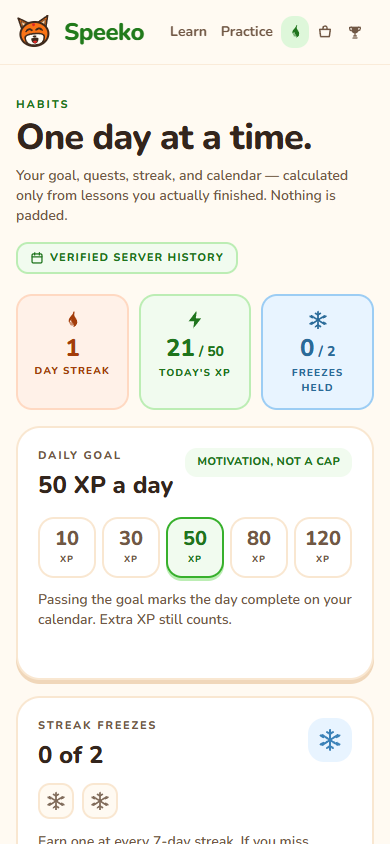 Speeko
Learn Practice
HABITS
One day at a time.
Your goal, quests, streak, and calendar — calculated
only from lessons you actually finished. Nothing is
padded.
VERIFIED SERVER HISTORY
1
DAY STREAK
21 / 50
TODAY'S XP
0 / 2
FREEZES
HELD
DAILY GOAL
MOTIVATION, NOT A CAP
50 XP a day
10
XP
30
XP
50
XP
80
XP
120
XP
Passing the goal marks the day complete on your
calendar. Extra XP still counts.
STREAK FREEZES
0 of 2
Earn one at every 7-day streak. If you miss